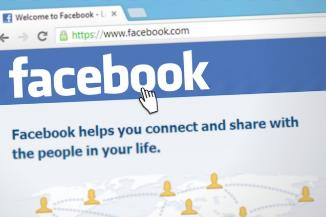 Welcome to Facebook - L
https://www.facebook.com
facebook
Facebook helps you connect and share with
the people in your life.